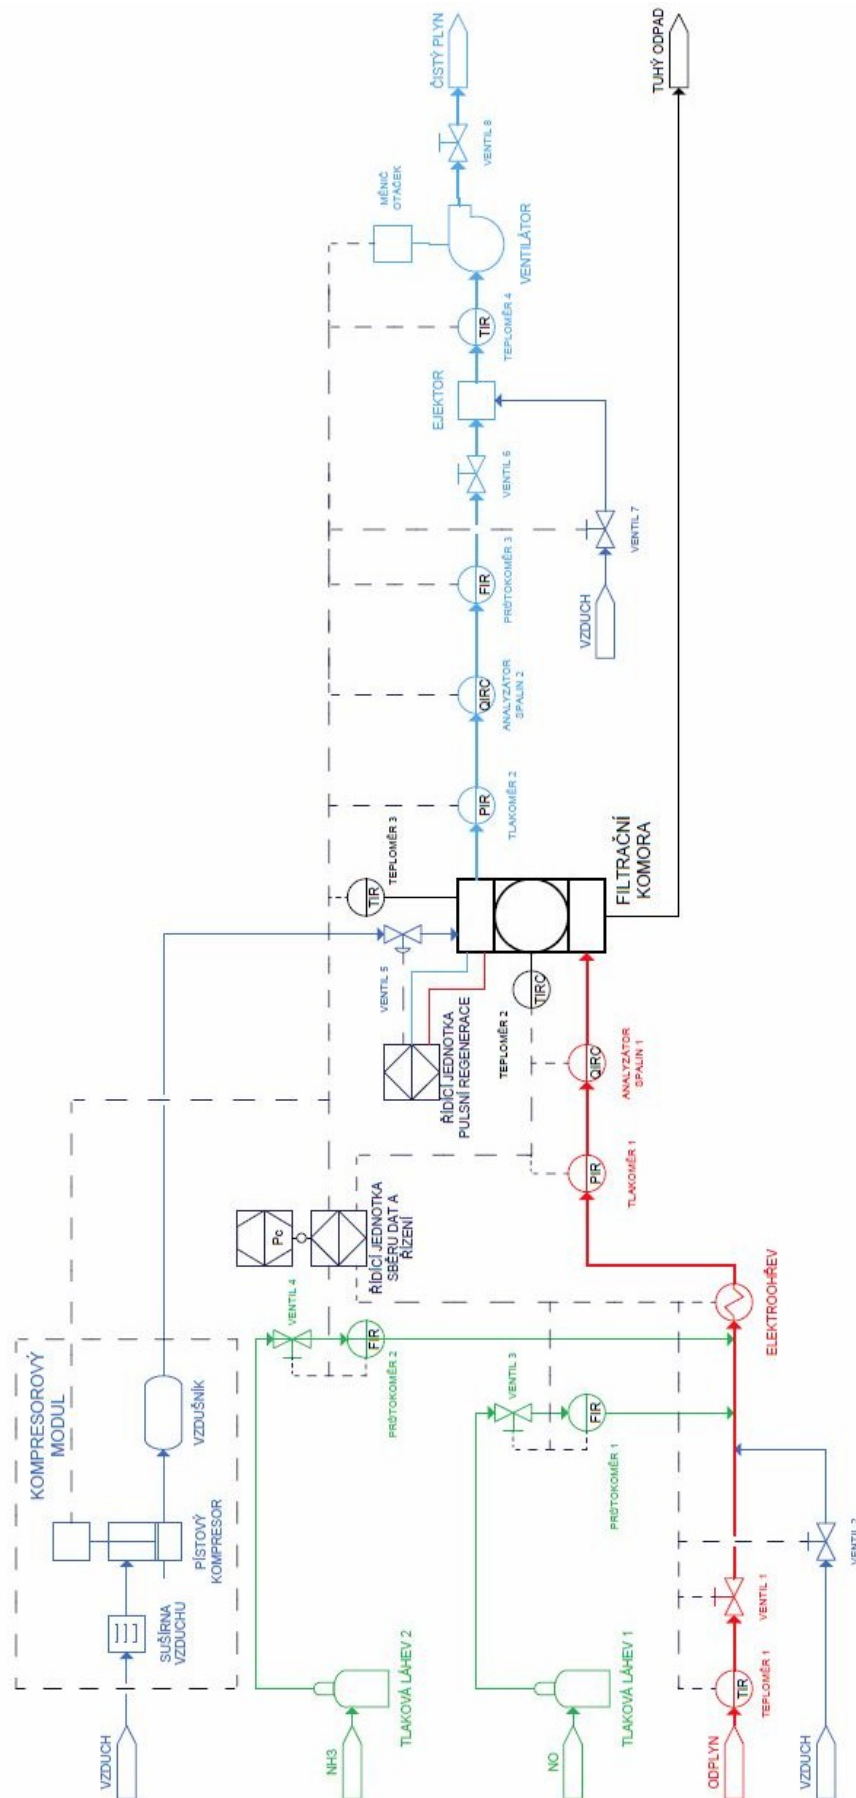 KOMPRESOROVÝ
MODUL
VZDUCH
SUŠÍRNA
VZDUCHU
PÍSTOVÝ
KOMPRESOR
VZDUŠNÍK
NH3
TLAKOVÁ LÁHEV 2
VENTIL 4
FIR
PRŮTOKOMĚR 2
Pc
ŘÍDÍCÍ JEDNOTKA
SBĚRU DAT A
ŘÍZENÍ
VENTIL 5
ŘÍDÍCÍ JEDNOTKA
PULSNÍ REGENERACE
TIR
TEPLOMĚR 3
TIRC
TEPLOMĚR 2
FILTRAČNÍ
KOMORA
PIR
TLAKOMĚR 2
QIRC
ANALYZÁTOR
SPALIN 2
FIR
PRŮTOKOMĚR 3
VENTIL 6
EJEKTOR
TIR
TEPLOMĚR 4
MĚNIČ
OTÁČEK
VENTILÁTOR
VENTIL 8
ČISTÝ PLYN
VZDUCH
VENTIL 7
TUHÝ ODPAD
NO
TLAKOVÁ LÁHEV 1
VENTIL 3
FIR
PRŮTOKOMĚR 1
PIR
TLAKOMĚR 1
QIRC
ANALYZÁTOR
SPALIN 1
ODPLYN
TIR
TEPLOMĚR 1
VENTIL 1
ELEKTROOHŘEV
VZDUCH
VENTIL 2